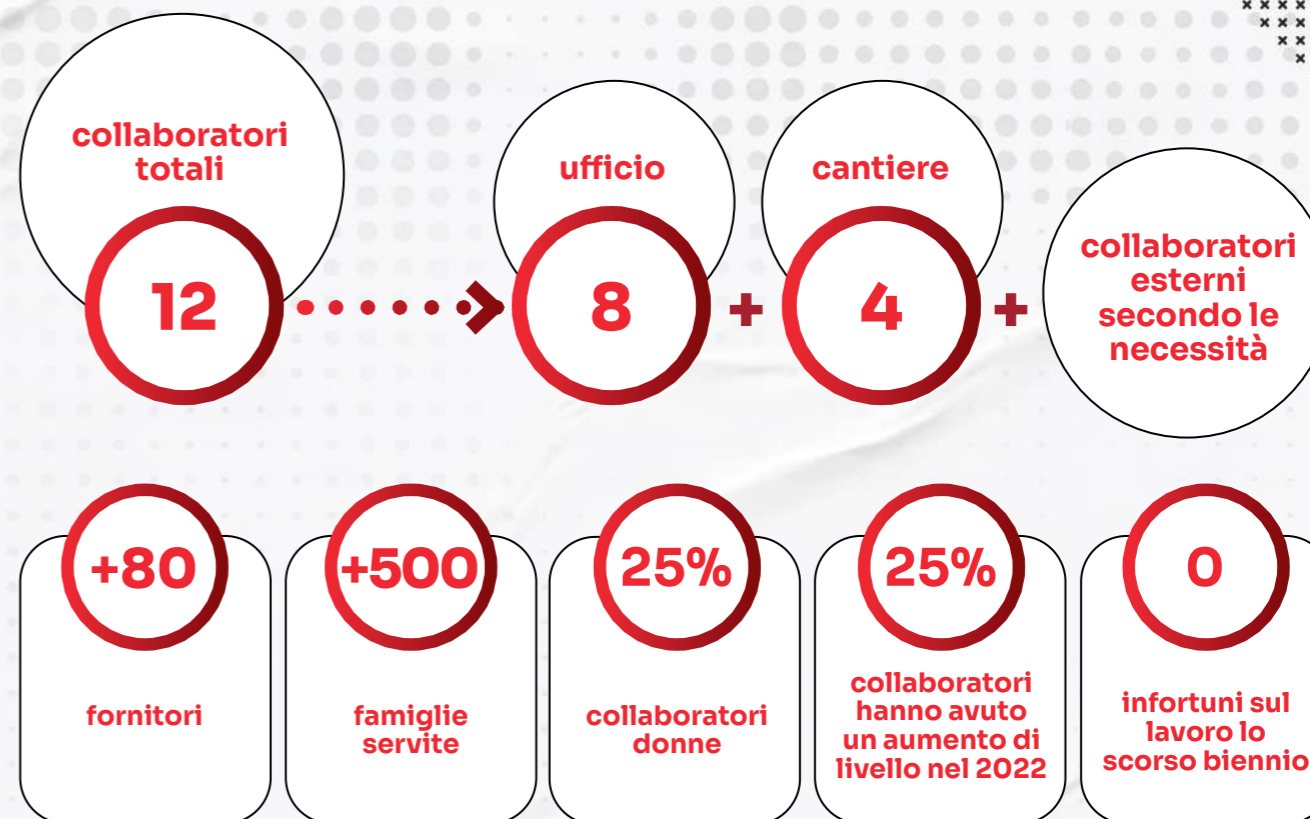 collaboratori
totali
12
ufficio
8
+
cantiere
4
+
collaboratori
esterni
secondo le
necessità
+80
fornitori
+500
famiglie
servite
25%
collaboratori
donne
25%
collaboratori
hanno avuto
un aumento di
livello nel 2022
0
infortuni sul
lavoro lo
scorso biennio